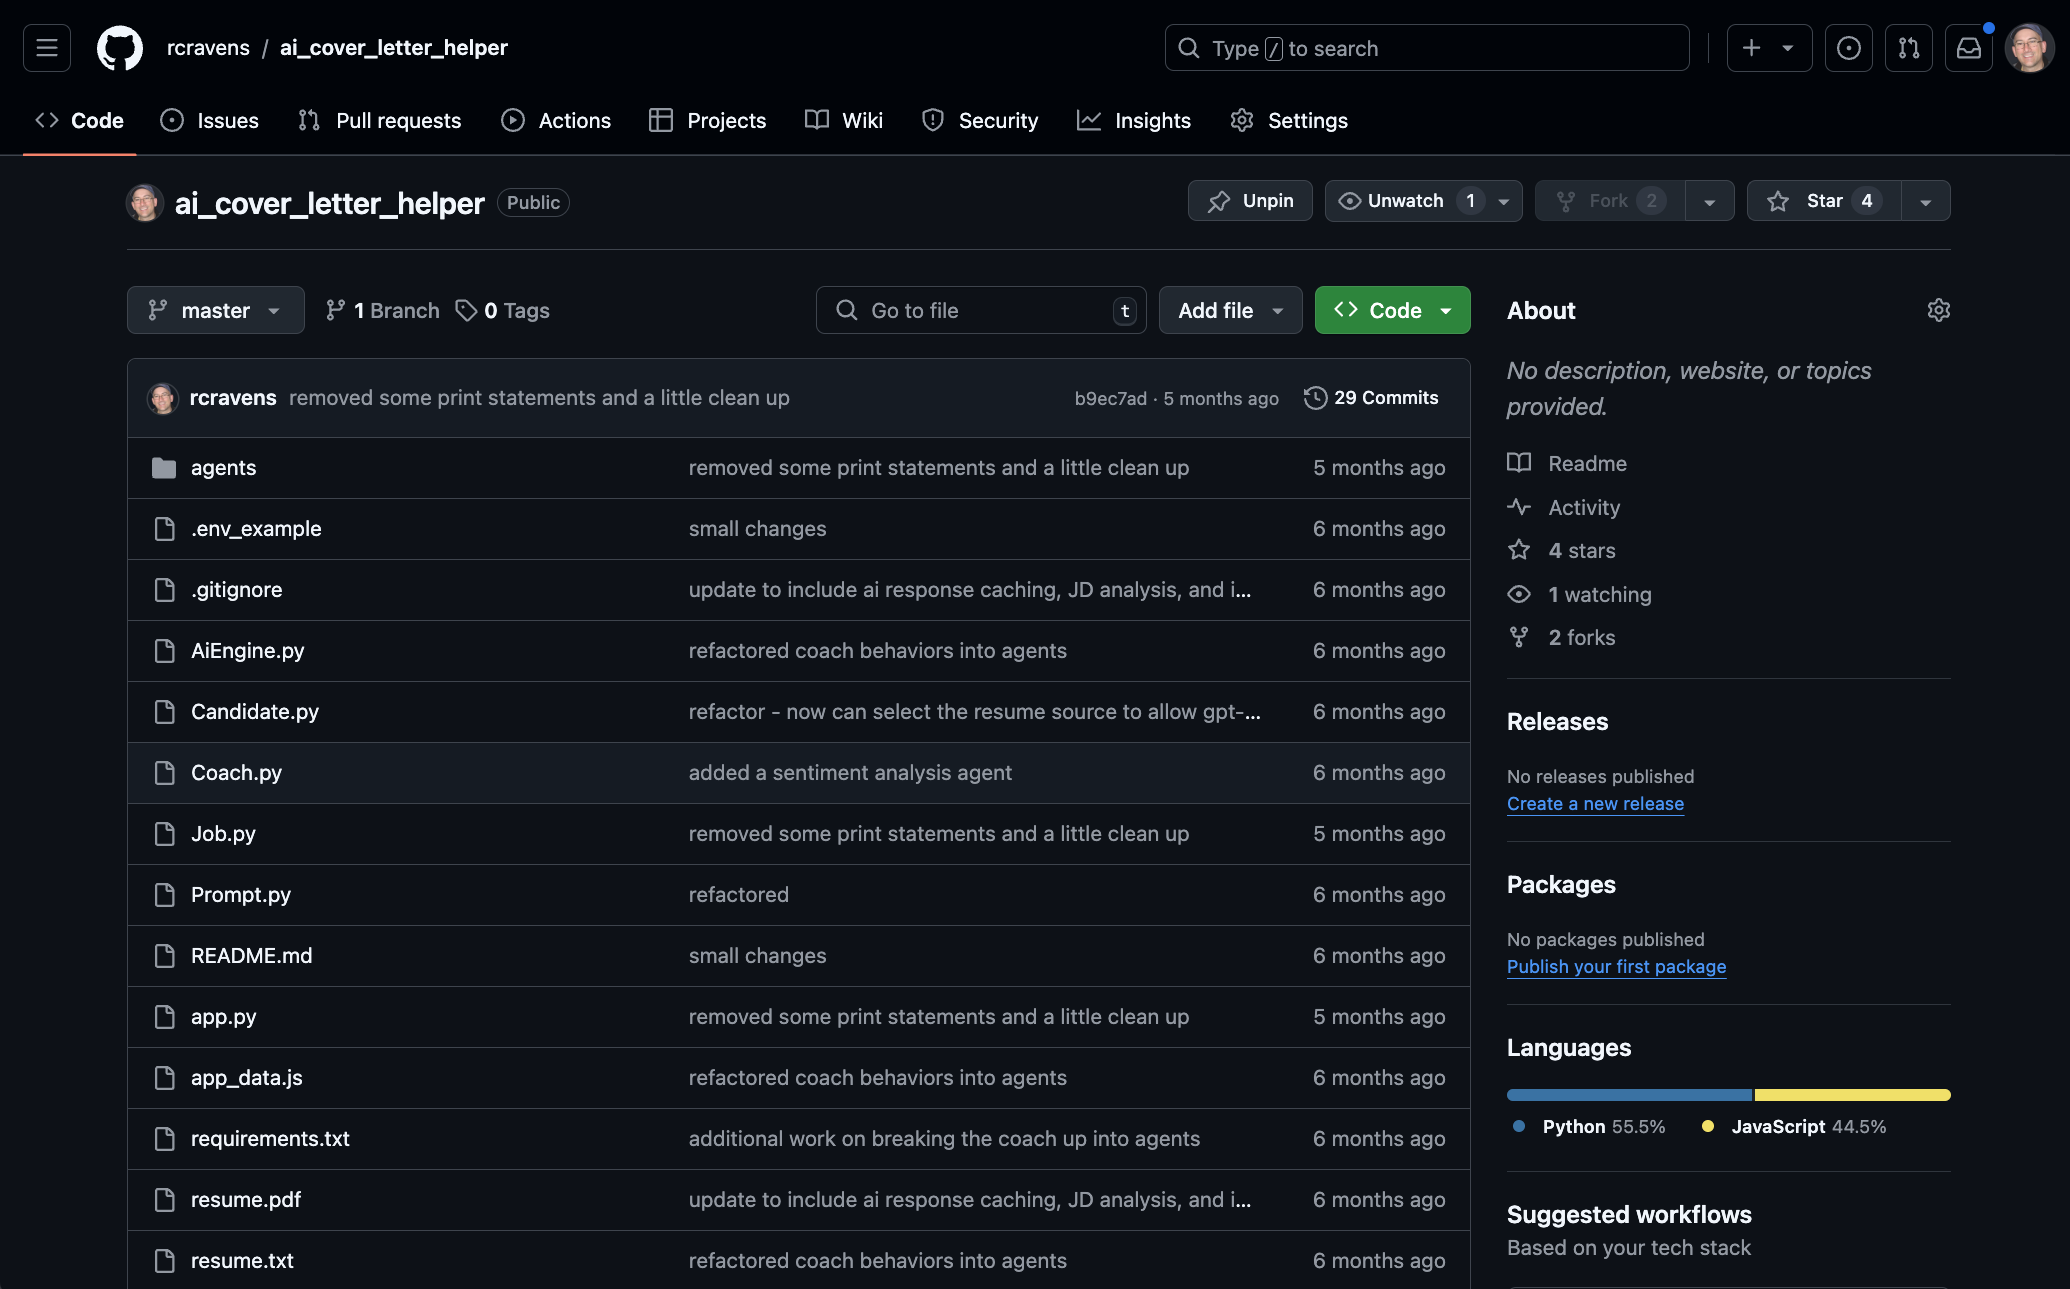 rcravens / ai_cover_letter_helper
Type / to search
Code
Issues
Pull requests
Actions
Projects
Wiki
Security
Insights
Settings
ai_cover_letter_helper Public
Unpin
Unwatch 1
Fork 2
Star 4
master
1 Branch
0 Tags
Go to file t
Add file
Code
rcravens removed some print statements and a little clean up b9ec7ad · 5 months ago 29 Commits
agents removed some print statements and a little clean up 5 months ago
.env_example small changes 6 months ago
.gitignore update to include ai response caching, JD analysis, and i... 6 months ago
AiEngine.py refactored coach behaviors into agents 6 months ago
Candidate.py refactor - now can select the resume source to allow gpt-... 6 months ago
Coach.py added a sentiment analysis agent 6 months ago
Job.py removed some print statements and a little clean up 5 months ago
Prompt.py refactored 6 months ago
README.md small changes 6 months ago
app.py removed some print statements and a little clean up 5 months ago
app_data.js refactored coach behaviors into agents 6 months ago
requirements.txt additional work on breaking the coach up into agents 6 months ago
resume.pdf update to include ai response caching, JD analysis, and i... 6 months ago
resume.txt refactored coach behaviors into agents 6 months ago
About
No description, website, or topics
provided.
Readme
Activity
4 stars
1 watching
2 forks
Releases
No releases published
Create a new release
Packages
No packages published
Publish your first package
Languages
Python 55.5% JavaScript 44.5%
Suggested workflows
Based on your tech stack